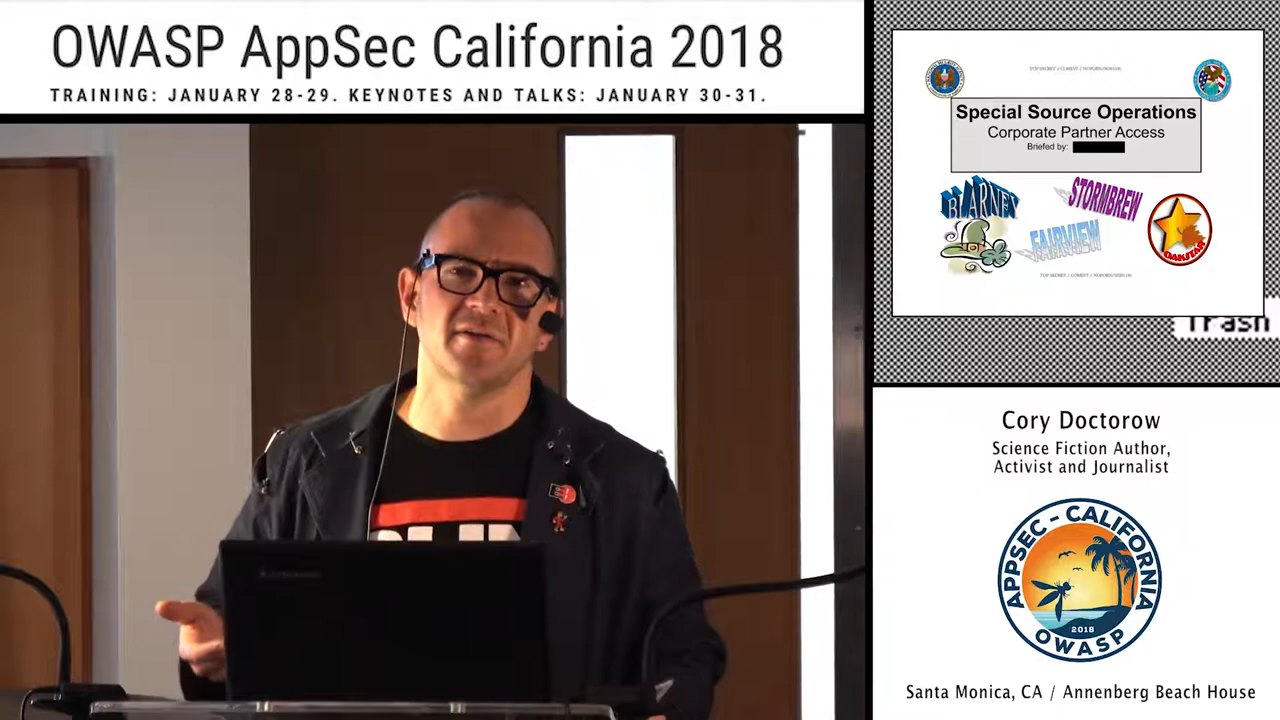 OWASP AppSec California 2018
TRAINING: JANUARY 28-29. KEYNOTES AND TALKS: JANUARY 30-31.
Special Source Operations
Corporate Partner Access
Briefed by:
BLARNEY
STORMBREW
FAIRVIEW
OAKSTAR
Trash
Cory Doctorow
Science Fiction Author,
Activist and Journalist
APPSEC - CALIFORNIA
2018
OWASP
Santa Monica, CA / Annenberg Beach House